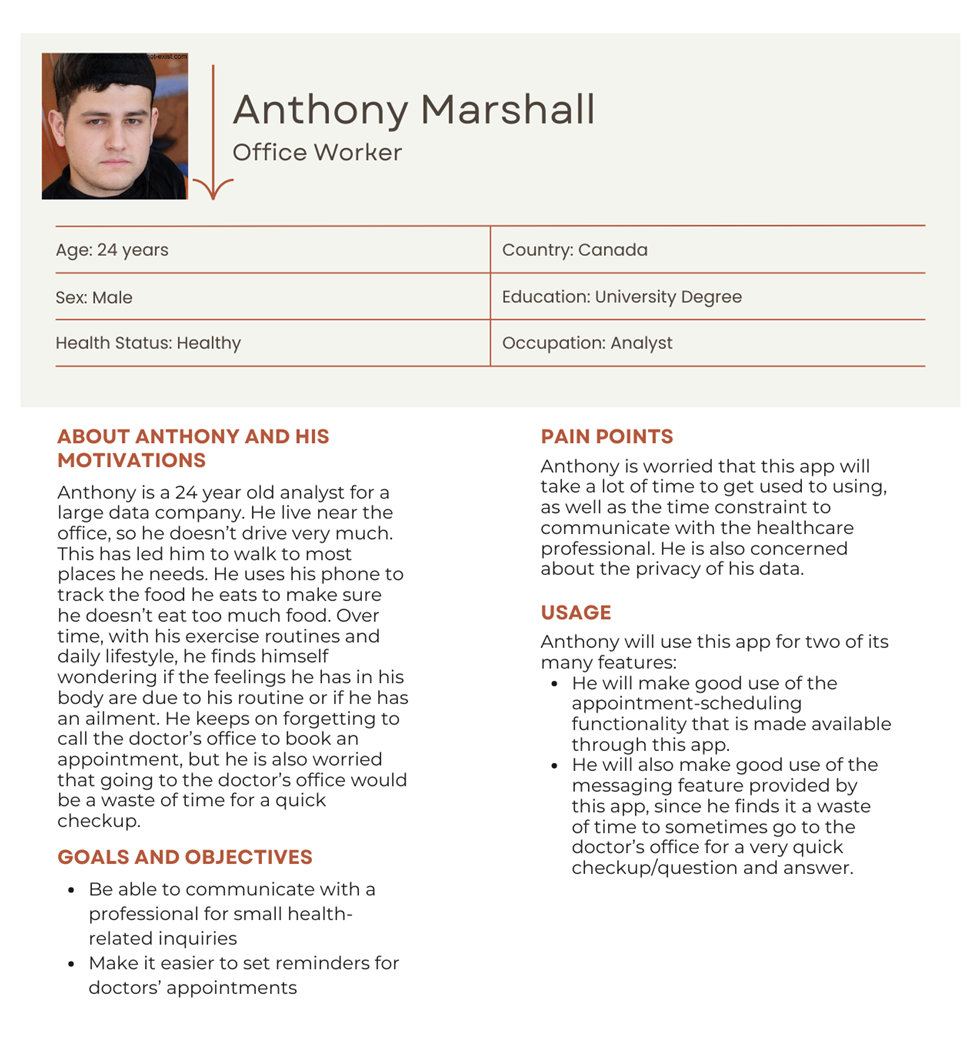 Anthony Marshall
Office Worker
Age: 24 years
Country: Canada
Sex: Male
Education: University Degree
Health Status: Healthy
Occupation: Analyst
ABOUT ANTHONY AND HIS
MOTIVATIONS
Anthony is a 24 year old analyst for a
large data company. He live near the
office, so he doesn’t drive very much.
This has led him to walk to most
places he needs. He uses his phone to
track the food he eats to make sure
he doesn’t eat too much food. Over
time, with his exercise routines and
daily lifestyle, he finds himself
wondering if the feelings he has in his
body are due to his routine or if he has
an ailment. He keeps on forgetting to
call the doctor’s office to book an
appointment, but he is also worried
that going to the doctor’s office would
be a waste of time for a quick
checkup.
GOALS AND OBJECTIVES
• Be able to communicate with a
professional for small health-
related inquiries
• Make it easier to set reminders for
doctors’ appointments
PAIN POINTS
Anthony is worried that this app will
take a lot of time to get used to using,
as well as the time constraint to
communicate with the healthcare
professional. He is also concerned
about the privacy of his data.
USAGE
Anthony will use this app for two of its
many features:
• He will make good use of the
appointment-scheduling
functionality that is made available
through this app.
• He will also make good use of the
messaging feature provided by
this app, since he finds it a waste
of time to sometimes go to the
doctor’s office for a very quick
checkup/question and answer.